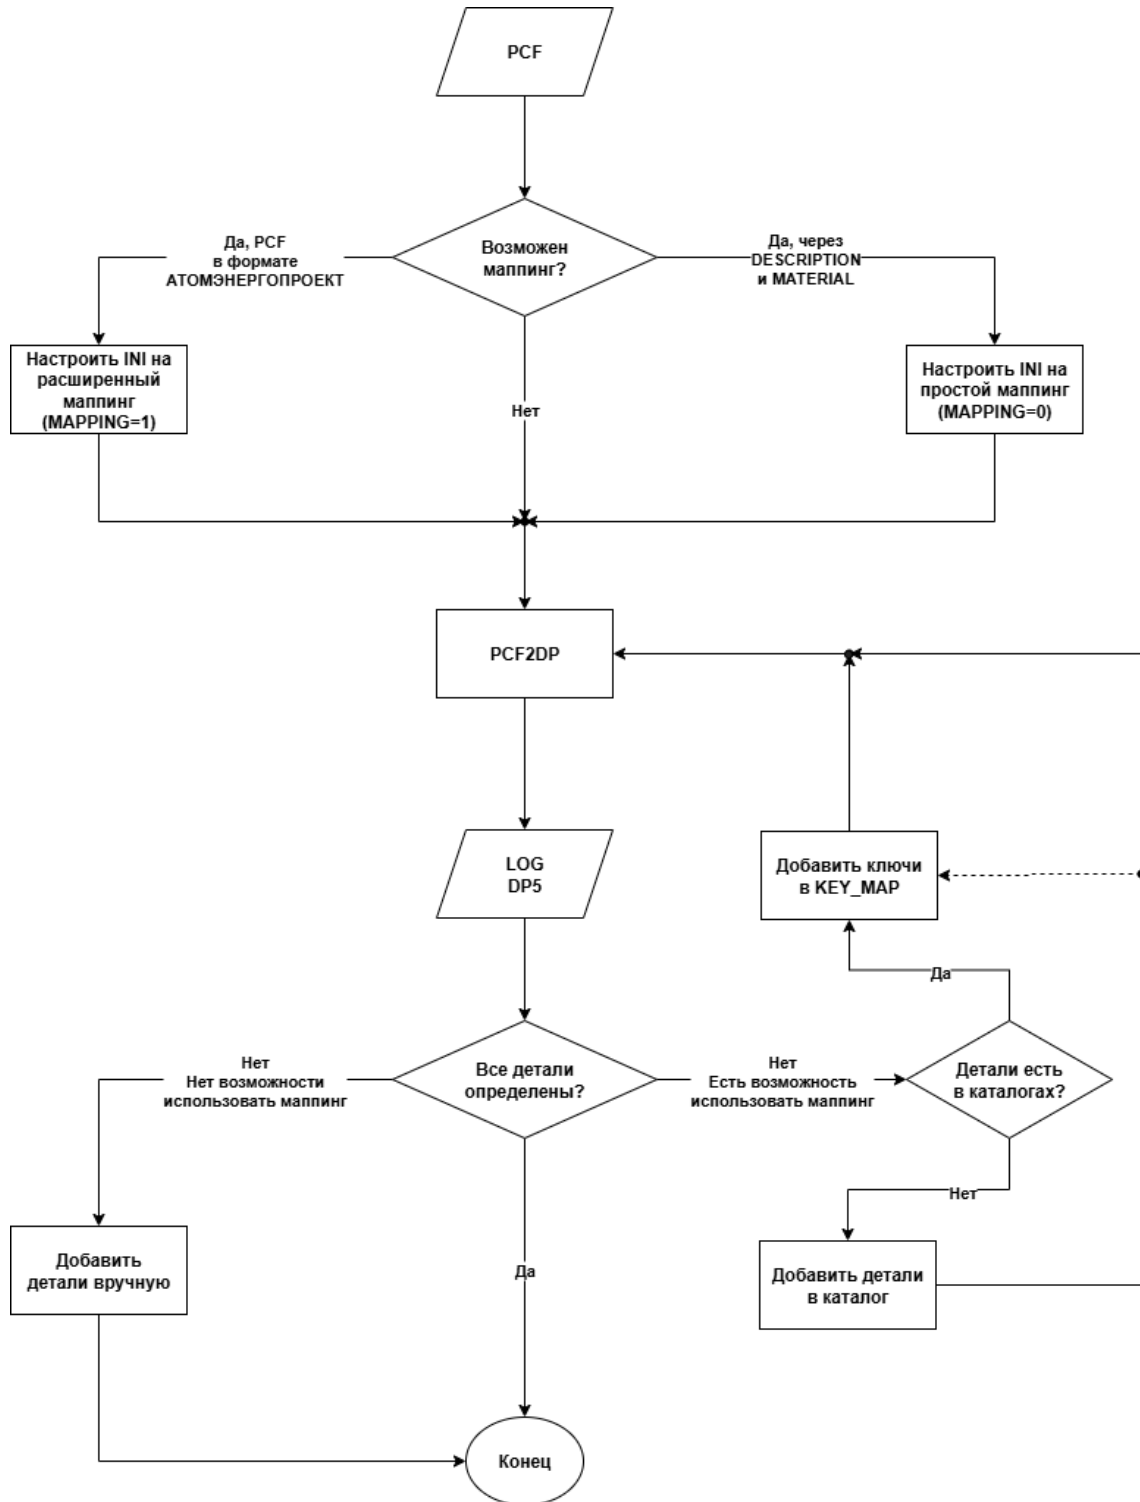 PCF
Возможен
маппинг?
Да, PCF
в формате
АТОМЭНЕРГОПРОЕКТ
Да, через
DESCRIPTION
и MATERIAL
Настроить INI на
расширенный
маппинг
(MAPPING=1)
Нет
Настроить INI на
простой маппинг
(MAPPING=0)
PCF2DP
LOG
DP5
Добавить ключи
в KEY_MAP
Да
Все детали
определены?
Нет
Нет возможности
использовать маппинг
Нет
Есть возможность
использовать маппинг
Детали есть
в каталогах?
Нет
Добавить
детали вручную
Да
Добавить детали
в каталог
Конец